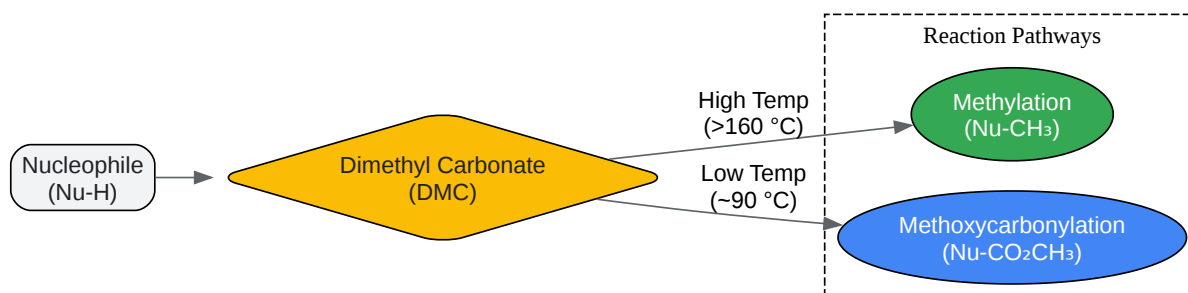 Nucleophile
(Nu-H)
Dimethyl Carbonate
(DMC)
High Temp
(>160 °C)
Low Temp
(~90 °C)
Reaction Pathways
Methylation
(Nu-CH₃)
Methoxycarbonylation
(Nu-CO₂CH₃)